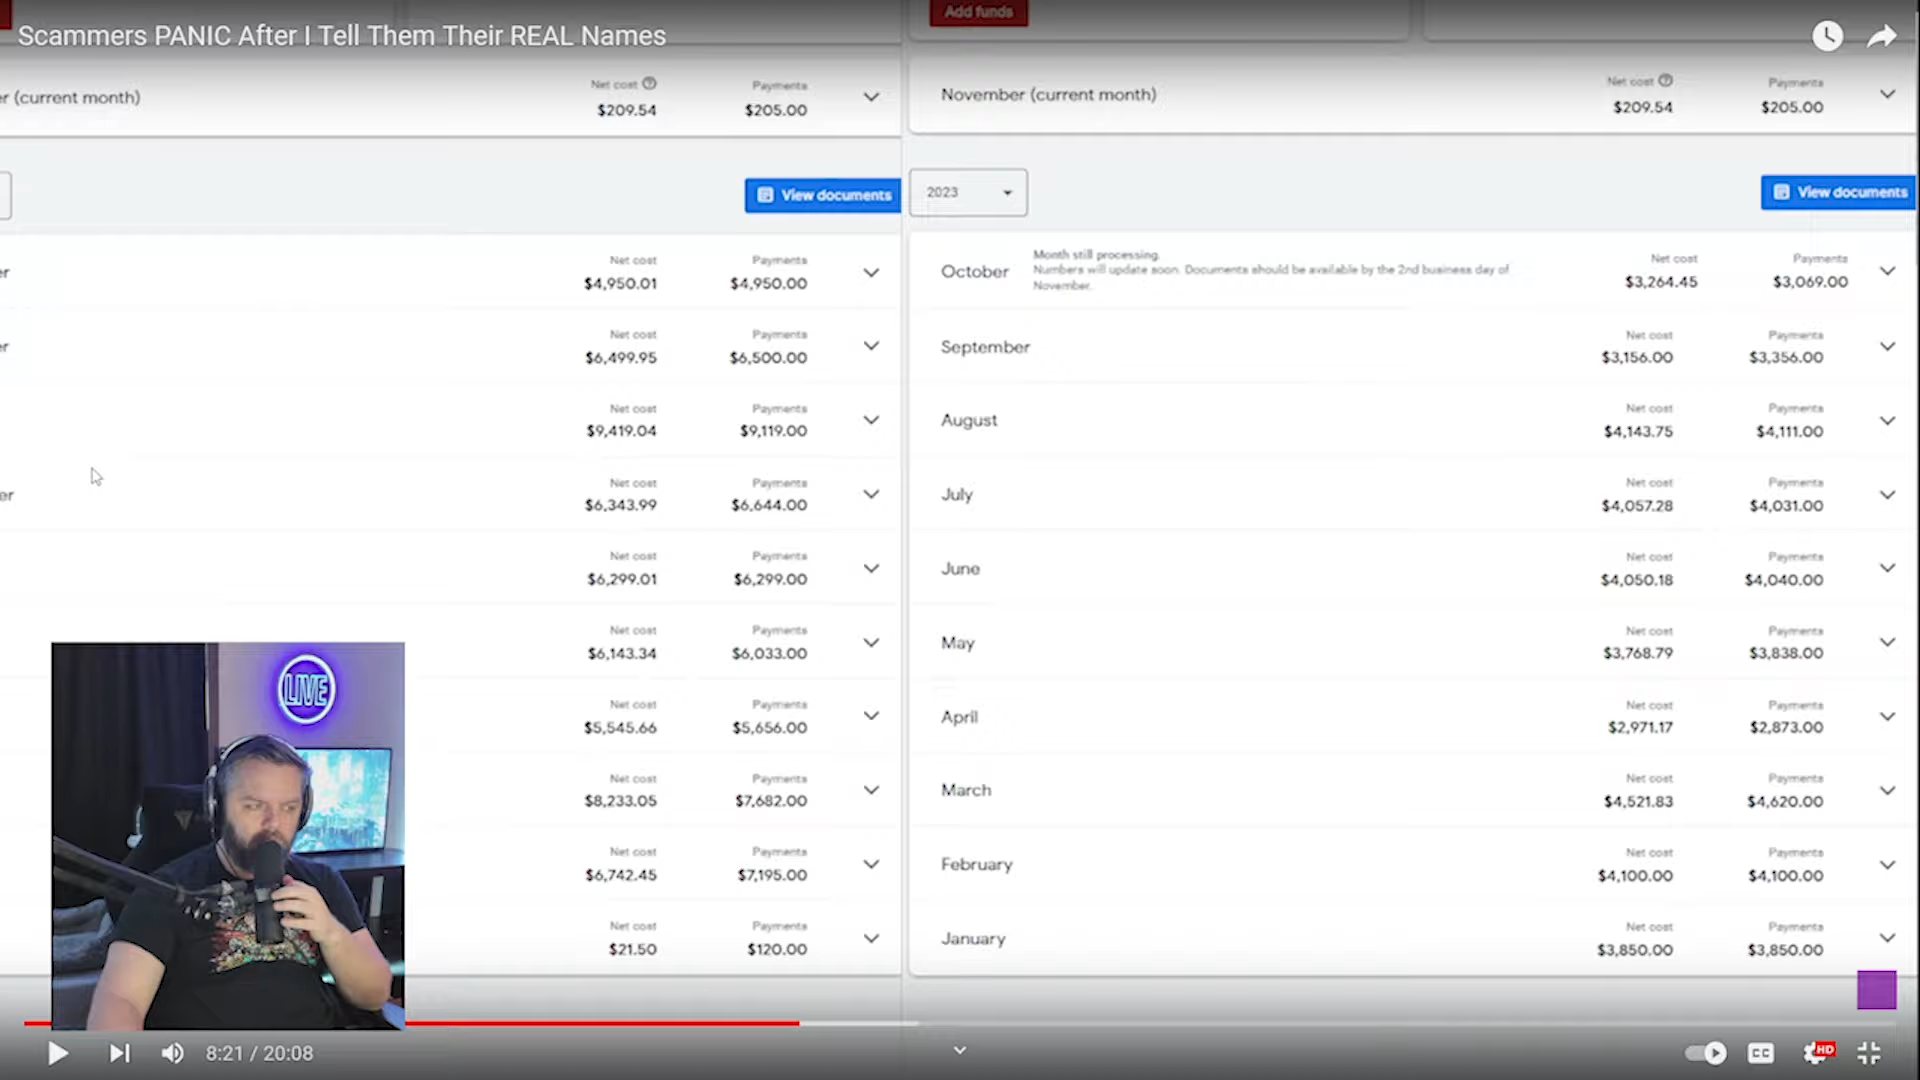 Add funds
Scammers PANIC After I Tell Them Their REAL Names
r (current month)
Net cost
$209.54
Payments
$205.00
View documents
er
Net cost
$4,950.01
Payments
$4,950.00
er
Net cost
$6,499.95
Payments
$6,500.00
Net cost
$9,419.04
Payments
$9,119.00
er
Net cost
$6,343.99
Payments
$6,644.00
Net cost
$6,299.01
Payments
$6,299.00
Net cost
$6,143.34
Payments
$6,033.00
Net cost
$5,545.66
Payments
$5,656.00
Net cost
$8,233.05
Payments
$7,682.00
Net cost
$6,742.45
Payments
$7,195.00
Net cost
$21.50
Payments
$120.00
November (current month)
Net cost
$209.54
Payments
$205.00
2023
View documents
October
Month still processing.
Numbers will update soon. Documents should be available by the 2nd business day of
November.
Net cost
$3,264.45
Payments
$3,069.00
September
Net cost
$3,156.00
Payments
$3,356.00
August
Net cost
$4,143.75
Payments
$4,111.00
July
Net cost
$4,057.28
Payments
$4,031.00
June
Net cost
$4,050.18
Payments
$4,040.00
May
Net cost
$3,768.79
Payments
$3,838.00
April
Net cost
$2,971.17
Payments
$2,873.00
March
Net cost
$4,521.83
Payments
$4,620.00
February
Net cost
$4,100.00
Payments
$4,100.00
January
Net cost
$3,850.00
Payments
$3,850.00
LIVE
8:21 / 20:08
CC
HD